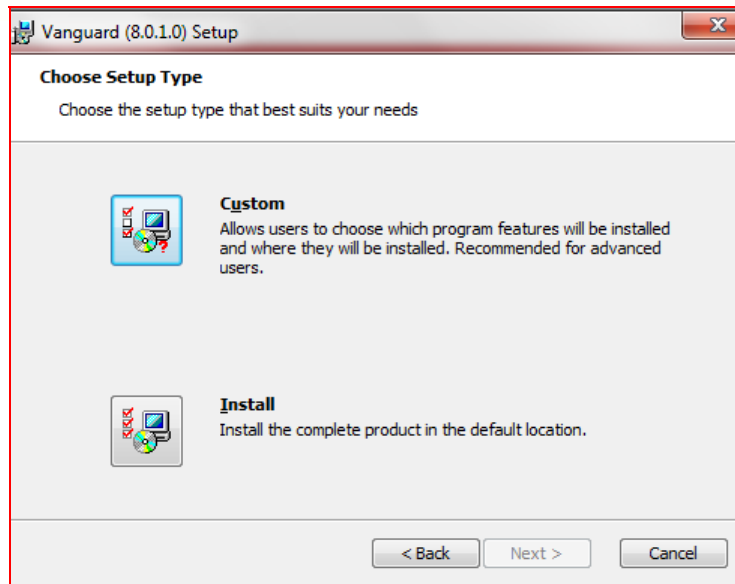 Vanguard (8.0.1.0) Setup
Choose Setup Type
Choose the setup type that best suits your needs
Custom
Allows users to choose which program features will be installed
and where they will be installed. Recommended for advanced
users.
Install
Install the complete product in the default location.
< Back Next > Cancel